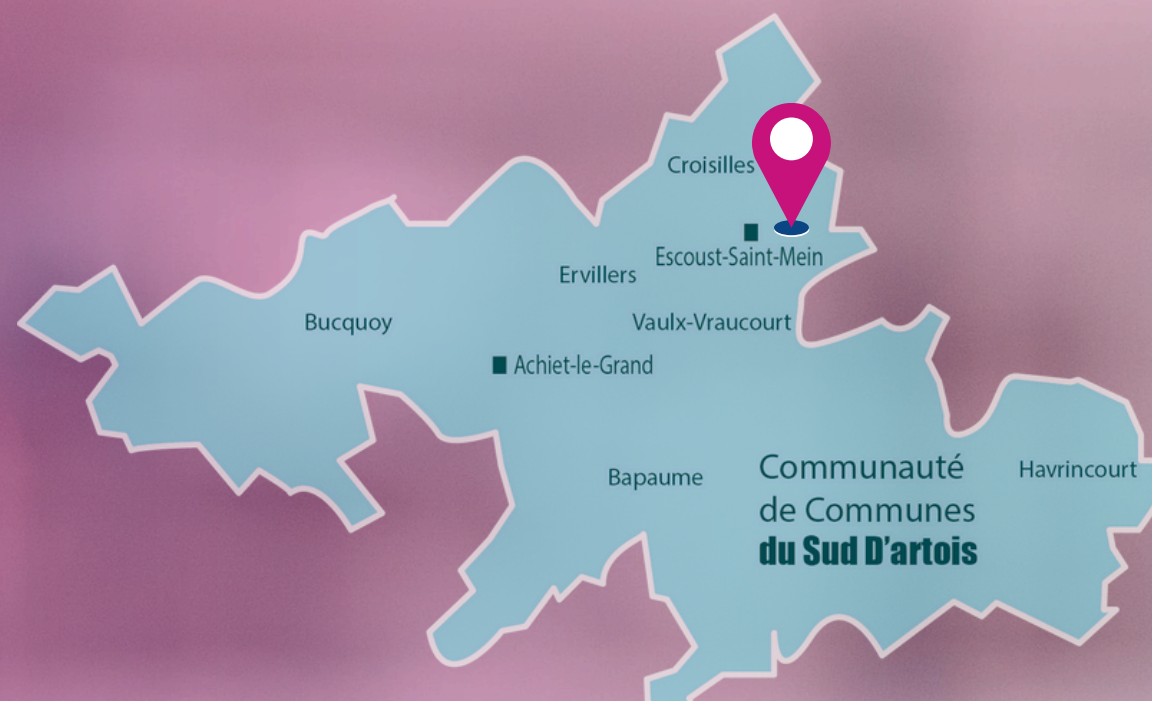 Croisilles
Escoust-Saint-Mein
Ervillers
Bucquoy
Vaulx-Vraucourt
Achiet-le-Grand
Bapaume
Communauté
de Communes
du Sud D'artois
Havrincourt